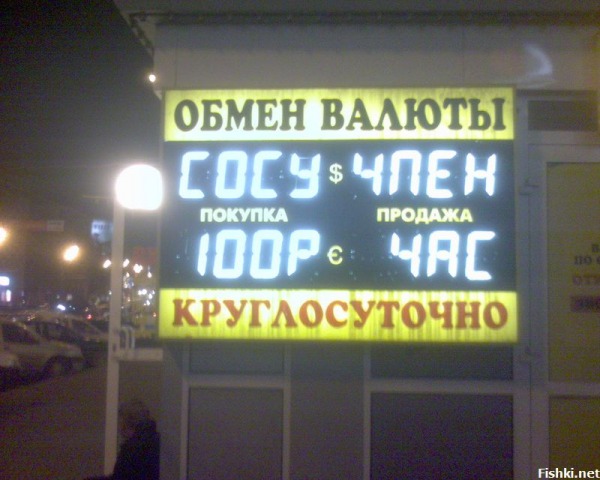 ОБМЕН ВАЛЮТЫ
СОСУ $ ЧЛЕН
ПОКУПКА ПРОДАЖА
100Р € ЧАС
КРУГЛОСУТОЧНО
Fishki.net